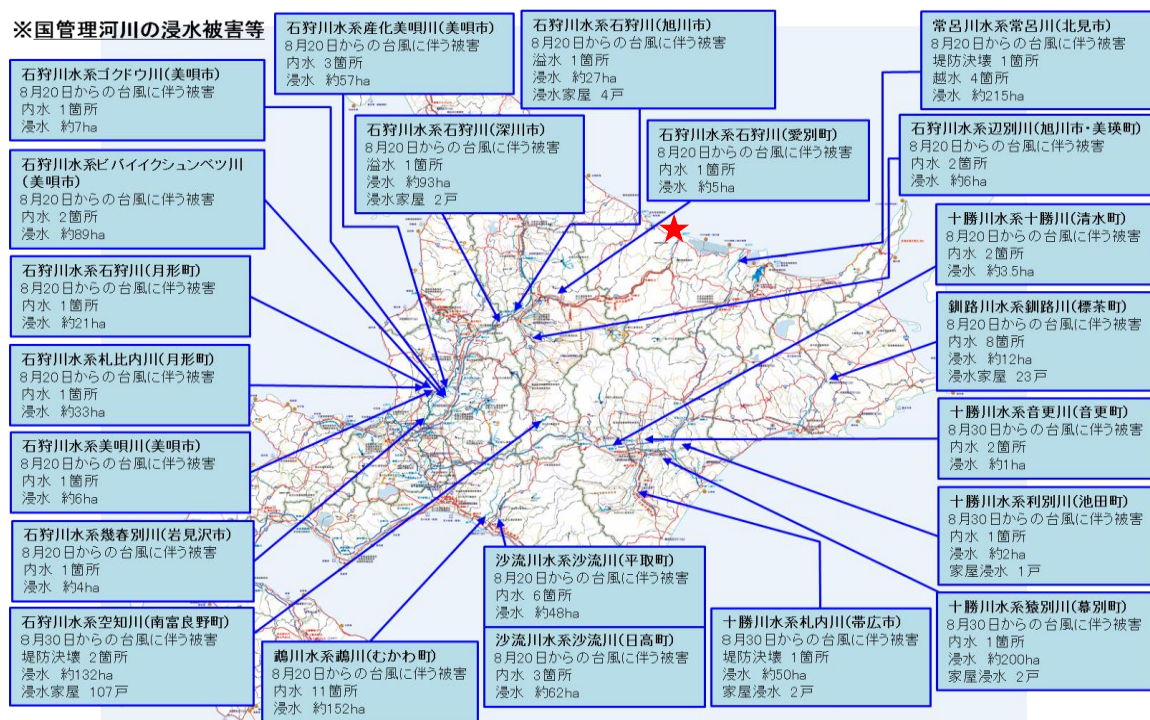 ※国管理河川の浸水被害等
石狩川水系産化美唄川(美唄市)
8月20日からの台風に伴う被害
内水 3箇所
浸水 約57ha
石狩川水系石狩川(旭川市)
8月20日からの台風に伴う被害
溢水 1箇所
浸水 約27ha
浸水家屋 4戸
常呂川水系常呂川(北見市)
8月20日からの台風に伴う被害
堤防決壊 1箇所
越水 4箇所
浸水 約215ha
石狩川水系ゴクドウ川(美唄市)
8月20日からの台風に伴う被害
内水 1箇所
浸水 約7ha
石狩川水系石狩川(深川市)
8月20日からの台風に伴う被害
溢水 1箇所
浸水 約93ha
浸水家屋 2戸
石狩川水系石狩川(愛別町)
8月20日からの台風に伴う被害
内水 1箇所
浸水 約5ha
石狩川水系辺別川(旭川市・美瑛町)
8月20日からの台風に伴う被害
内水 2箇所
浸水 約6ha
石狩川水系ビバイイクシュンベツ川
(美唄市)
8月20日からの台風に伴う被害
内水 2箇所
浸水 約89ha
十勝川水系十勝川(清水町)
8月20日からの台風に伴う被害
内水 2箇所
浸水 約3.5ha
石狩川水系石狩川(月形町)
8月20日からの台風に伴う被害
内水 1箇所
浸水 約21ha
釧路川水系釧路川(標茶町)
8月20日からの台風に伴う被害
内水 8箇所
浸水 約12ha
浸水家屋 23戸
石狩川水系札比内川(月形町)
8月20日からの台風に伴う被害
内水 1箇所
浸水 約33ha
十勝川水系音更川(音更町)
8月30日からの台風に伴う被害
内水 2箇所
浸水 約1ha
石狩川水系美唄川(美唄市)
8月20日からの台風に伴う被害
内水 1箇所
浸水 約6ha
十勝川水系利別川(池田町)
8月30日からの台風に伴う被害
内水 1箇所
浸水 約2ha
家屋浸水 1戸
石狩川水系幾春別川(岩見沢市)
8月20日からの台風に伴う被害
内水 1箇所
浸水 約4ha
沙流川水系沙流川(平取町)
8月20日からの台風に伴う被害
内水 6箇所
浸水 約48ha
十勝川水系猿別川(幕別町)
8月30日からの台風に伴う被害
内水 1箇所
浸水 約200ha
家屋浸水 2戸
石狩川水系空知川(南富良野町)
8月30日からの台風に伴う被害
堤防決壊 2箇所
浸水 約132ha
浸水家屋 107戸
鵡川水系鵡川(むかわ町)
8月20日からの台風に伴う被害
内水 11箇所
浸水 約152ha
沙流川水系沙流川(日高町)
8月20日からの台風に伴う被害
内水 3箇所
浸水 約62ha
十勝川水系札内川(帯広市)
8月30日からの台風に伴う被害
堤防決壊 1箇所
浸水 約50ha
家屋浸水 2戸